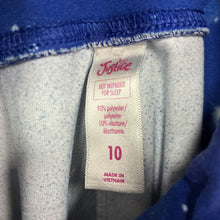 Justice
NOT INTENDED
FOR SLEEP
90% polyester/
polyester
10% elastane/
élasthanne
10
MADE IN
VIETNAM